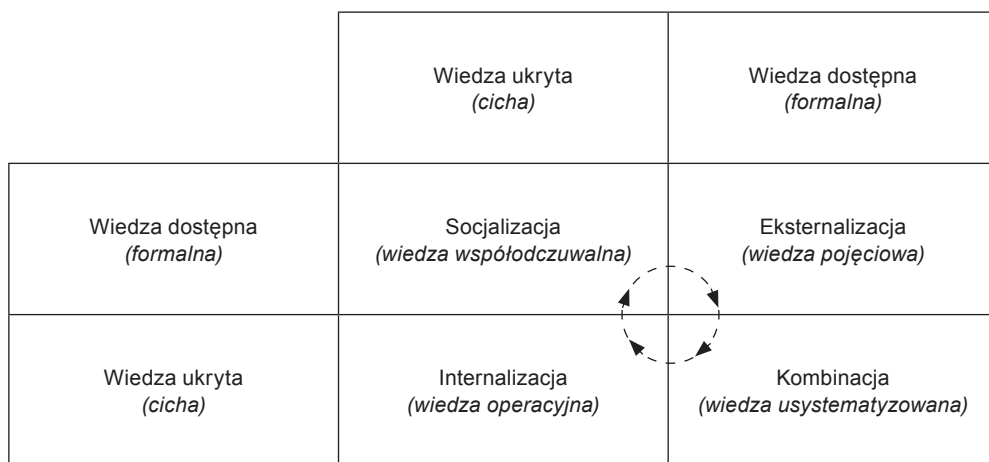 Wiedza ukryta
(cicha)
Wiedza dostępna
(formalna)
Wiedza dostępna
(formalna)
Socjalizacja
(wiedza współodczuwalna)
Eksternalizacja
(wiedza pojęciowa)
Wiedza ukryta
(cicha)
Internalizacja
(wiedza operacyjna)
Kombinacja
(wiedza usystematyzowana)